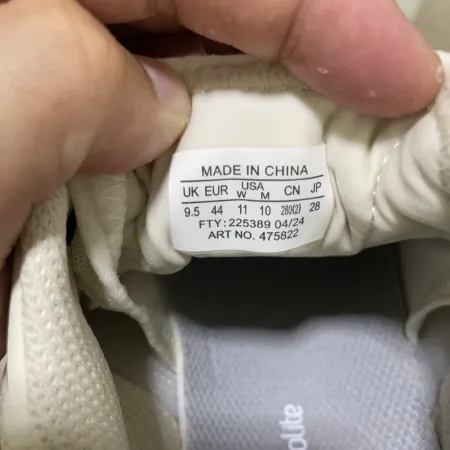 MADE IN CHINA
UK EUR USA W M CN JP
9.5 44 11 10 280(2) 28
FTY: 225389 04/24
ART NO. 475822
olite